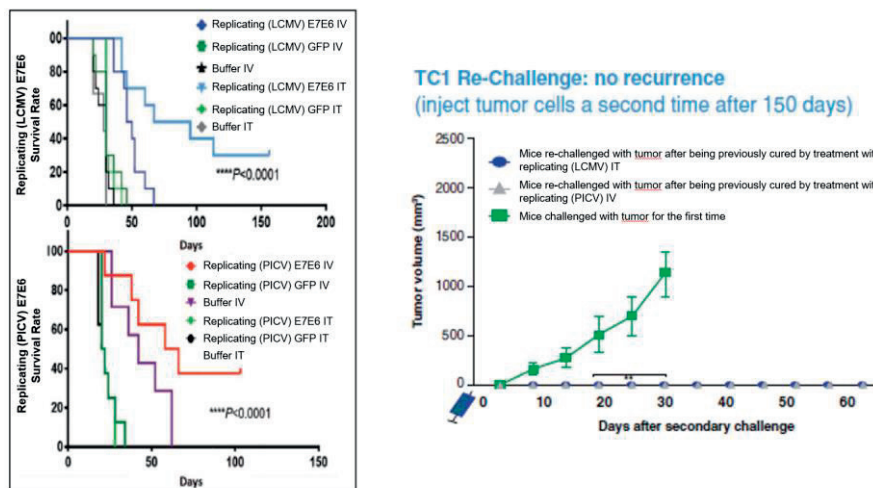 Replicating (LCMV) E7E6
Survival Rate
00
80
60
40
20
00
0
50
100
150
200
Days
Replicating (LCMV) E7E6 IV
Replicating (LCMV) GFP IV
Buffer IV
Replicating (LCMV) E7E6 IT
Replicating (LCMV) GFP IT
Buffer IT
****P<0.0001
Replicating (PICV) E7E6
Survival Rate
100
80
60
40
20
0
0
50
100
150
Days
Replicating (PICV) E7E6 IV
Replicating (PICV) GFP IV
Buffer IV
Replicating (PICV) E7E6 IT
Replicating (PICV) GFP IT
Buffer IT
****P<0.0001
TC1 Re-Challenge: no recurrence
(inject tumor cells a second time after 150 days)
Tumor volume (mm³)
2500
2000
1500
1000
500
0
Mice re-challenged with tumor after being previously cured by treatment wit
replicating (LCMV) IT
Mice re-challenged with tumor after being previously cured by treatment wit
replicating (PICV) IV
Mice challenged with tumor for the first time
**
0
10
20
30
40
50
60
Days after secondary challenge